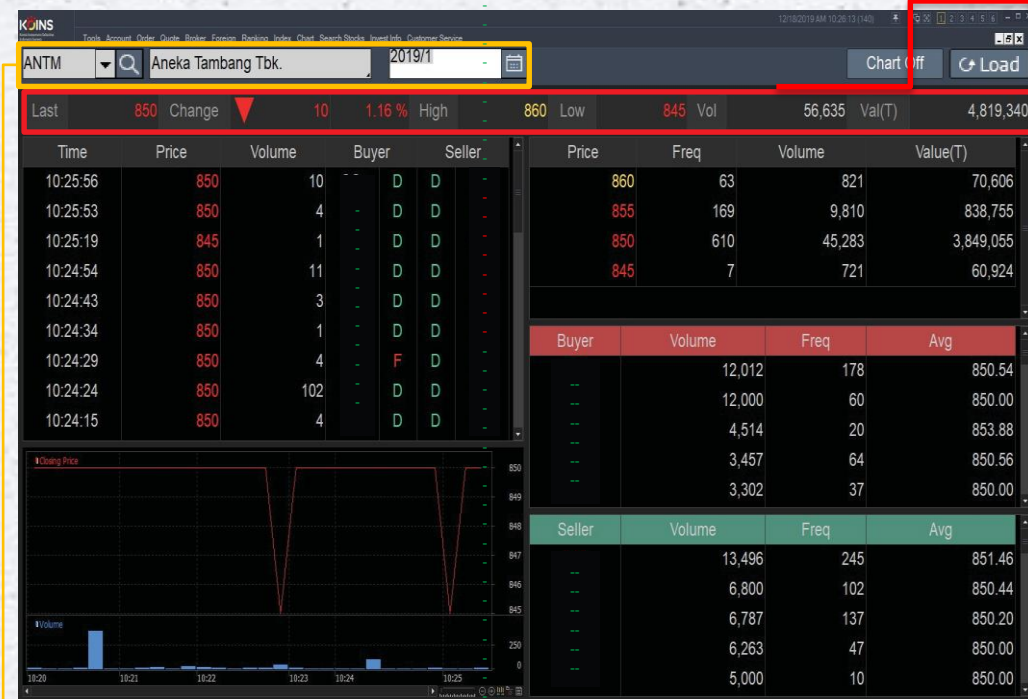 KOINS
12/18/2019 AM 10:26:13 (140)
1 2 3 4 5 6
Tools Account Order Quote Broker Foreign Ranking Index Chart Search Stocks Invest Info Customer Service
ANTM Aneka Tambang Tbk. 2019/1 Chart Off Load
Last 850 Change 10 1.16 % High 860 Low 845 Vol 56,635 Val(T) 4,819,340
Time Price Volume Buyer Seller
10:25:56 850 10 -- D D -
10:25:53 850 4 - D D -
10:25:19 845 1 - D D -
10:24:54 850 11 - D D -
10:24:43 850 3 - D D -
10:24:34 850 1 - D D -
10:24:29 850 4 - F D -
10:24:24 850 102 - D D -
10:24:15 850 4 D D -
Price Freq Volume Value(T)
860 63 821 70,606
855 169 9,810 838,755
850 610 45,283 3,849,055
845 7 721 60,924
Buyer Volume Freq Avg
12,012 178 850.54
-- 12,000 60 850.00
-- 4,514 20 853.88
-- 3,457 64 850.56
-- 3,302 37 850.00
Seller Volume Freq Avg
13,496 245 851.46
-- 6,800 102 850.44
-- 6,787 137 850.20
-- 6,263 47 850.00
-- 5,000 10 850.00
Closing Price
850
849
848
847
846
845
Volume
250
0
10:20 10:21 10:22 10:23 10:24 10:25